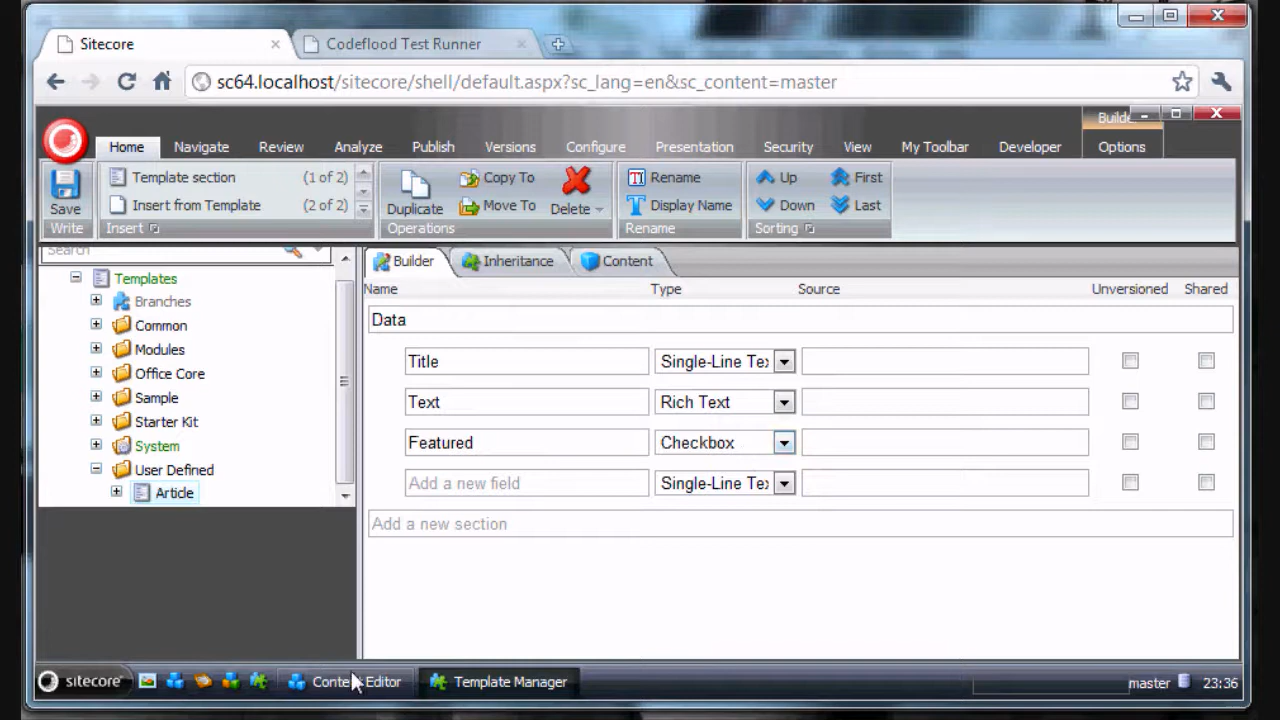 Sitecore
Codeflood Test Runner
sc64.localhost/sitecore/shell/default.aspx?sc_lang=en&sc_content=master
Home Navigate Review Analyze Publish Versions Configure Presentation Security View My Toolbar Developer Options
Save
Write
Template section (1 of 2)
Insert from Template (2 of 2)
Insert
Duplicate
Copy To
Move To
Delete
Operations
Rename
Display Name
Rename
Up First
Down Last
Sorting
Search
Templates
Branches
Common
Modules
Office Core
Sample
Starter Kit
System
User Defined
Article
Builder Inheritance Content
Name Type Source Unversioned Shared
Data
Title Single-Line Tex
Text Rich Text
Featured Checkbox
Add a new field Single-Line Tex
Add a new section
sitecore Editor Template Manager master 23:36